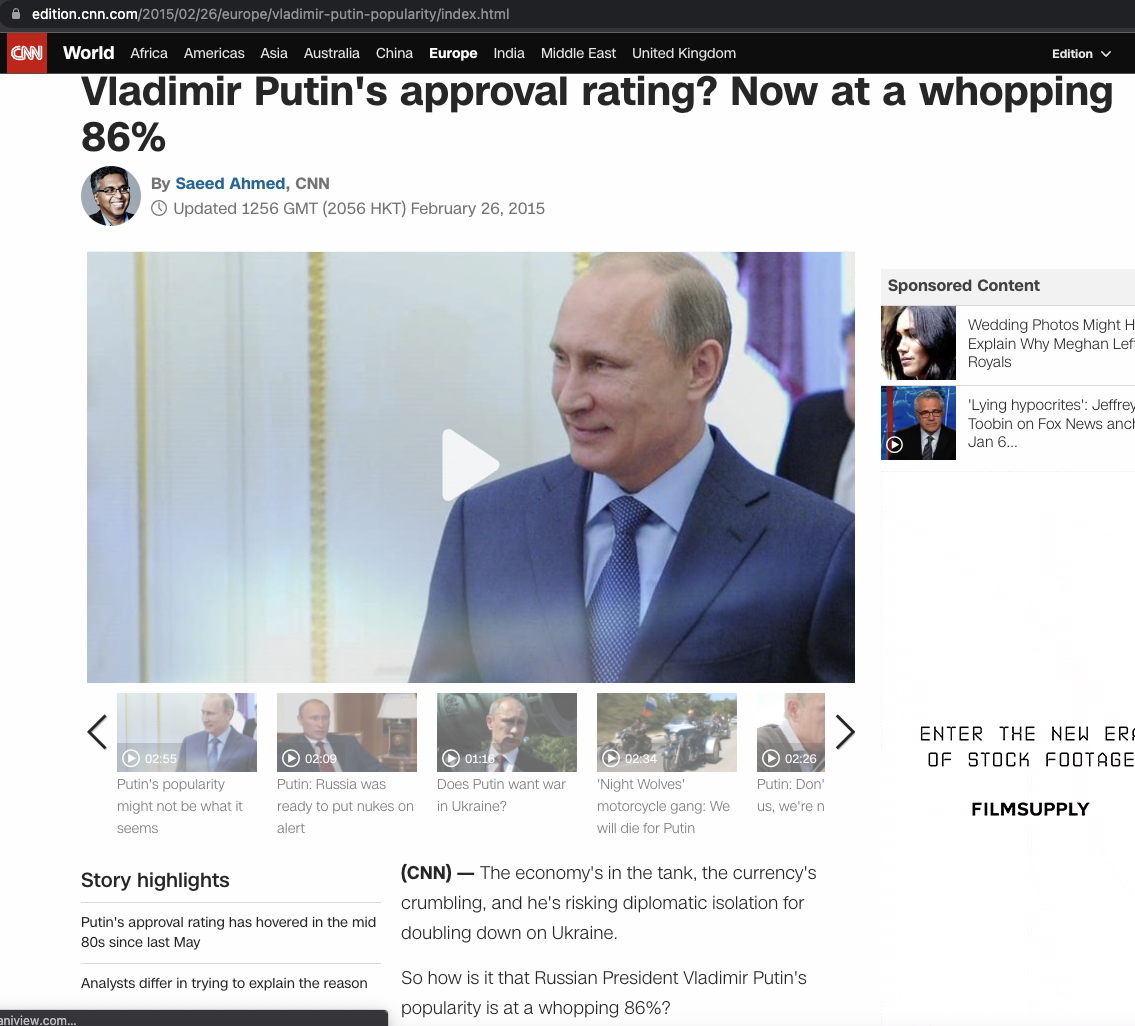 edition.cnn.com/2015/02/26/europe/vladimir-putin-popularity/index.html
CNN World Africa Americas Asia Australia China Europe India Middle East United Kingdom Edition
Vladimir Putin's approval rating? Now at a whopping
86%
By Saeed Ahmed, CNN
Updated 1256 GMT (2056 HKT) February 26, 2015
Sponsored Content
Wedding Photos Might H
Explain Why Meghan Lef
Royals
'Lying hypocrites': Jeffrey
Toobin on Fox News anch
Jan 6...
02:55
Putin's popularity
might not be what it
seems
02:09
Putin: Russia was
ready to put nukes on
alert
01:16
Does Putin want war
in Ukraine?
02:34
'Night Wolves'
motorcycle gang: We
will die for Putin
02:26
Putin: Don'
us, we're n
ENTER THE NEW ERA
OF STOCK FOOTAGE
FILMSUPPLY
Story highlights
Putin's approval rating has hovered in the mid
80s since last May
Analysts differ in trying to explain the reason
(CNN) — The economy's in the tank, the currency's
crumbling, and he's risking diplomatic isolation for
doubling down on Ukraine.
So how is it that Russian President Vladimir Putin's
popularity is at a whopping 86%?
aniview.com...